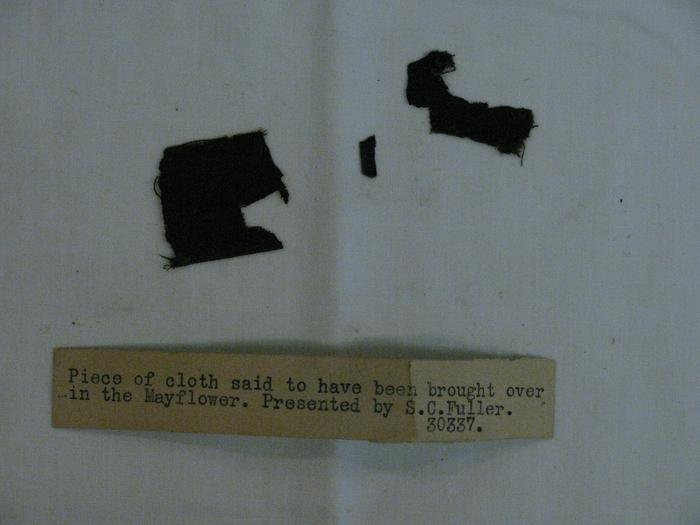 Piece of cloth said to have been brought over
in the Mayflower. Presented by S.C.Fuller.
30337.